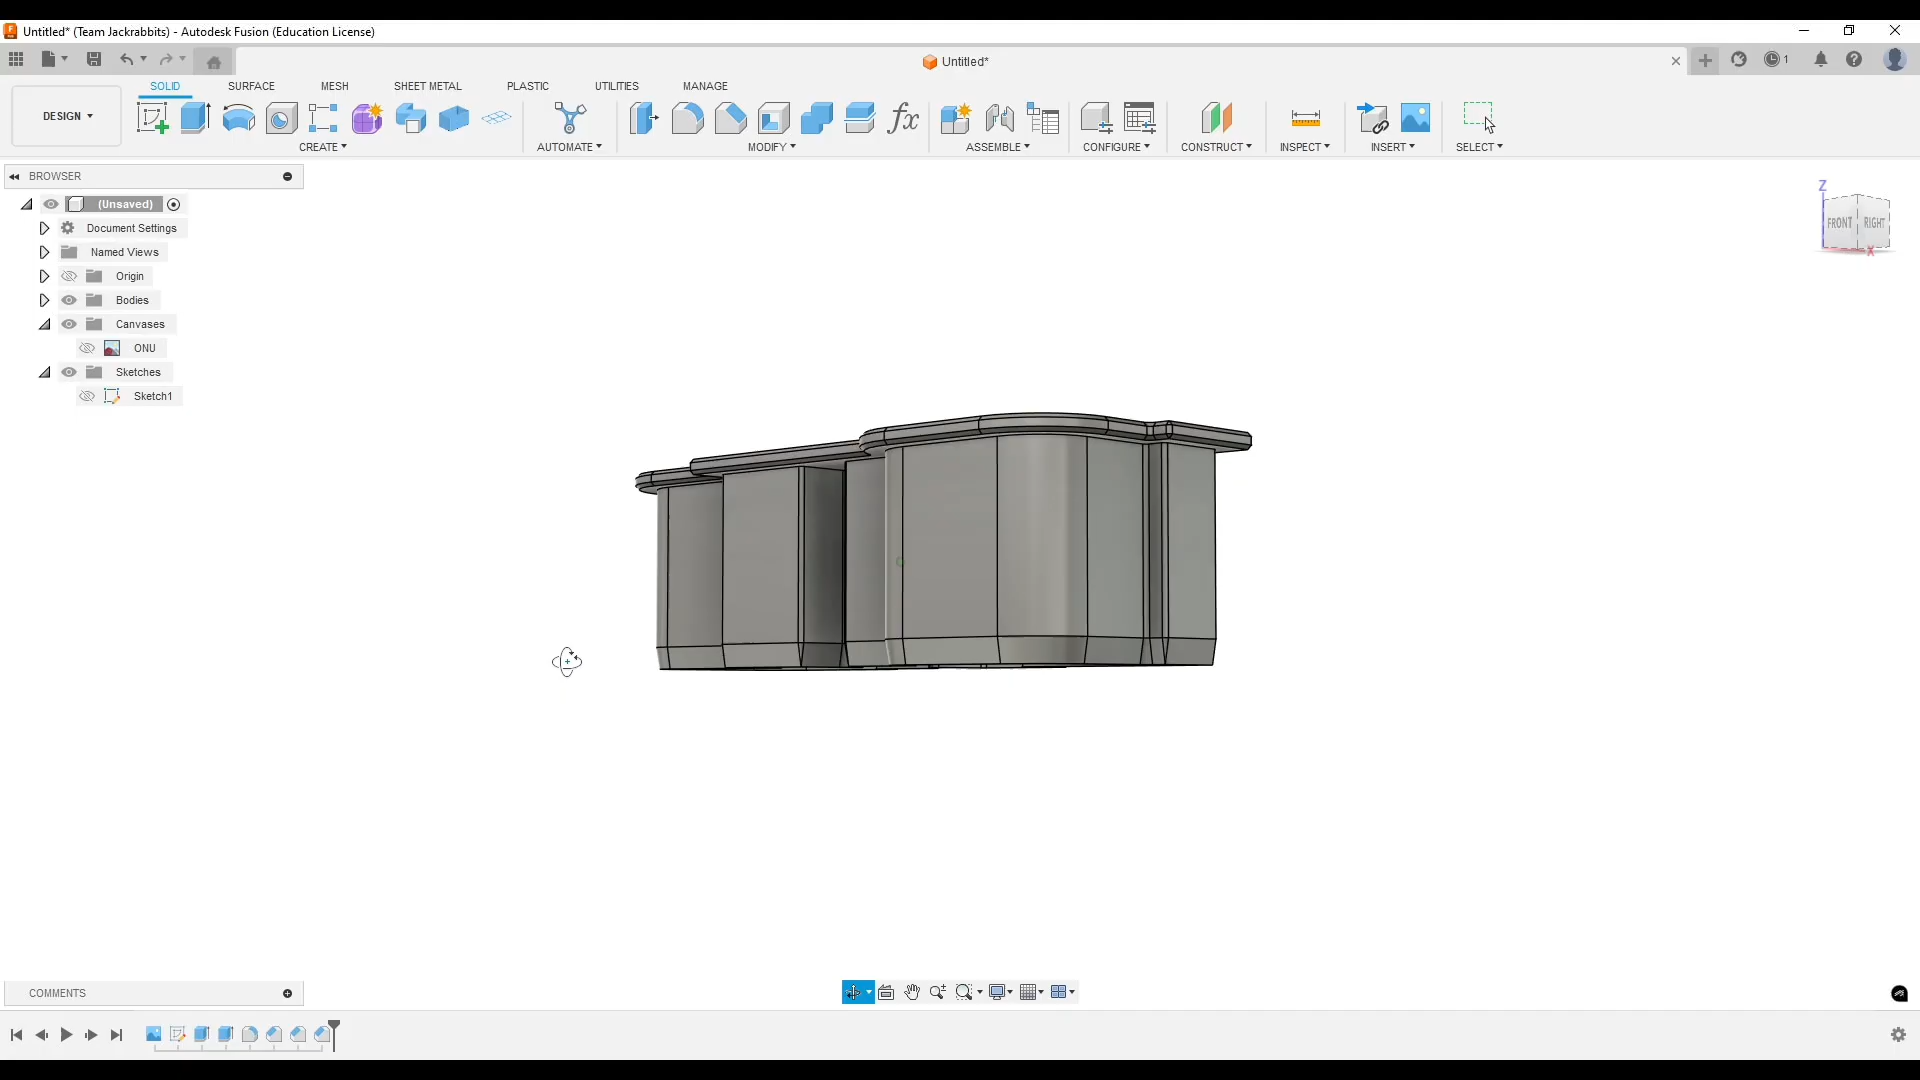 Untitled* (Team Jackrabbits) - Autodesk Fusion (Education License)
Untitled*
1
SOLID SURFACE MESH SHEET METAL PLASTIC UTILITIES MANAGE
DESIGN
fx
CREATE AUTOMATE MODIFY ASSEMBLE CONFIGURE CONSTRUCT INSPECT INSERT SELECT
BROWSER
(Unsaved)
Document Settings
Named Views
Origin
Bodies
Canvases
ONU
Sketches
Sketch1
Z
FRONT RIGHT
X
COMMENTS